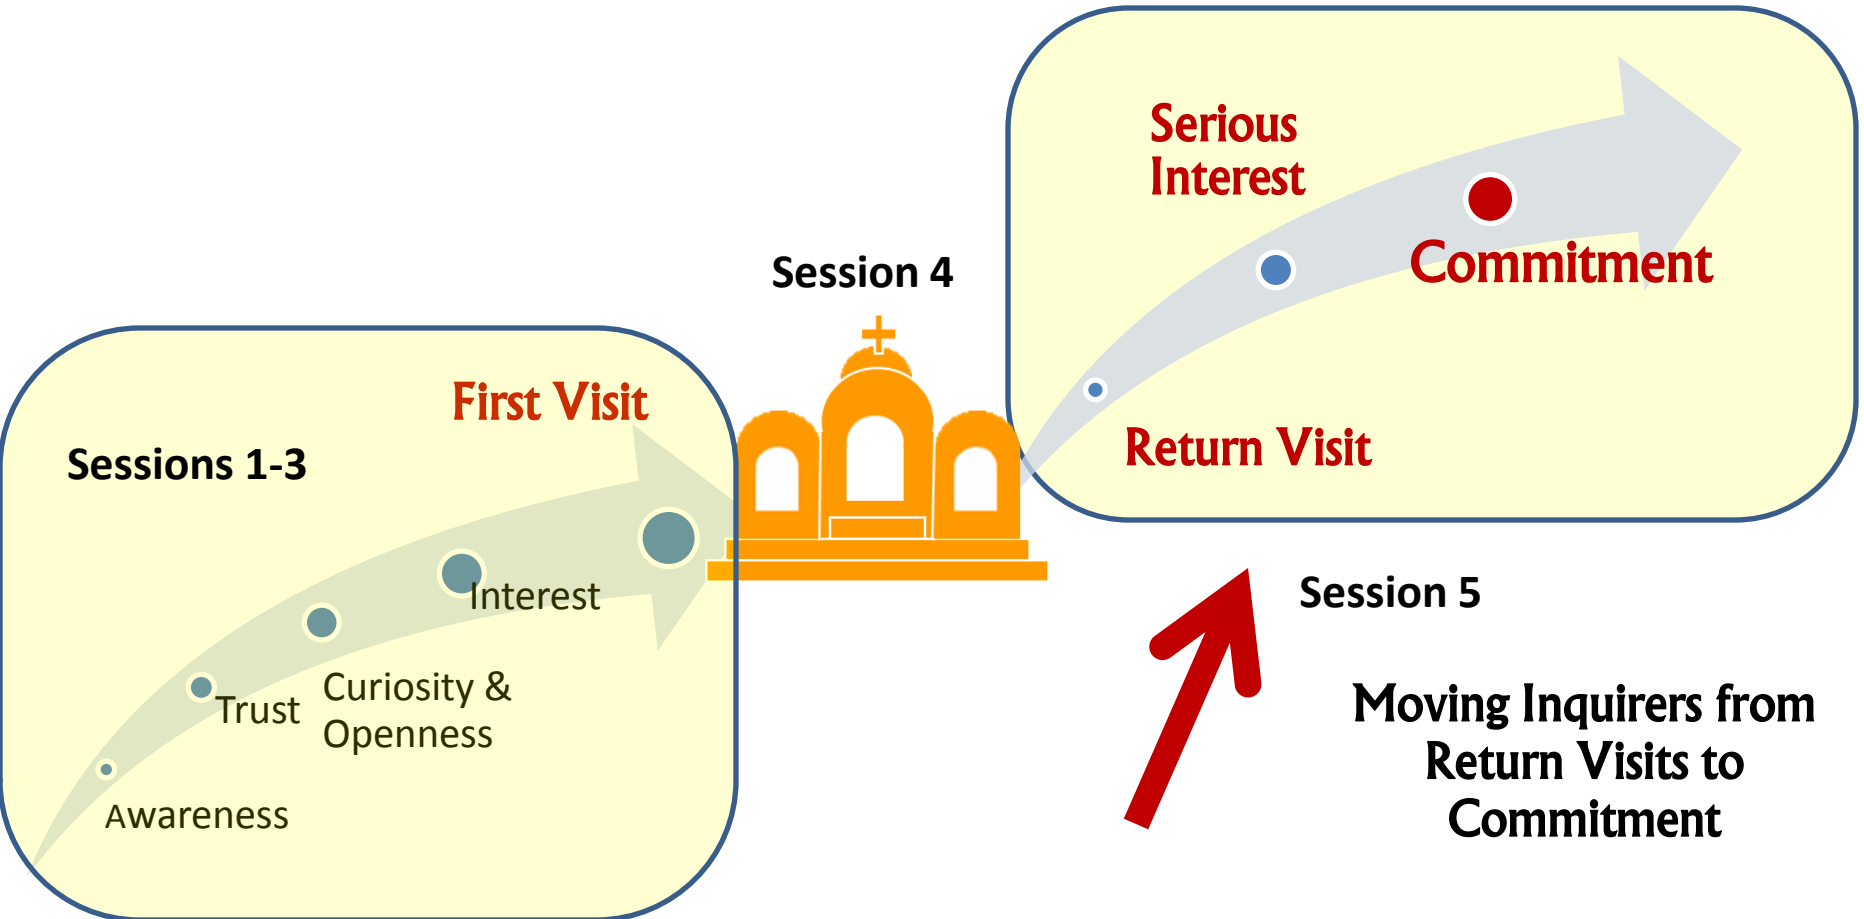 Sessions 1-3
First Visit
Interest
Curiosity &
Openness
Trust
Awareness
Session 4
Serious
Interest
Commitment
Return Visit
Session 5
Moving Inquirers from
Return Visits to
Commitment